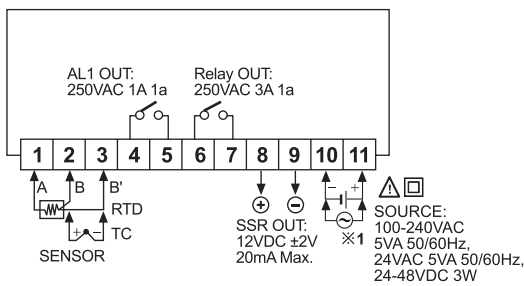 AL1 OUT:
250VAC 1A 1a
Relay OUT:
250VAC 3A 1a
1 2 3 4 5 6 7 8 9 10 11
A B B'
RTD
+ − TC
SENSOR
+ −
SSR OUT:
12VDC ±2V
20mA Max.
− +
※1
SOURCE:
100-240VAC
5VA 50/60Hz,
24VAC 5VA 50/60Hz,
24-48VDC 3W